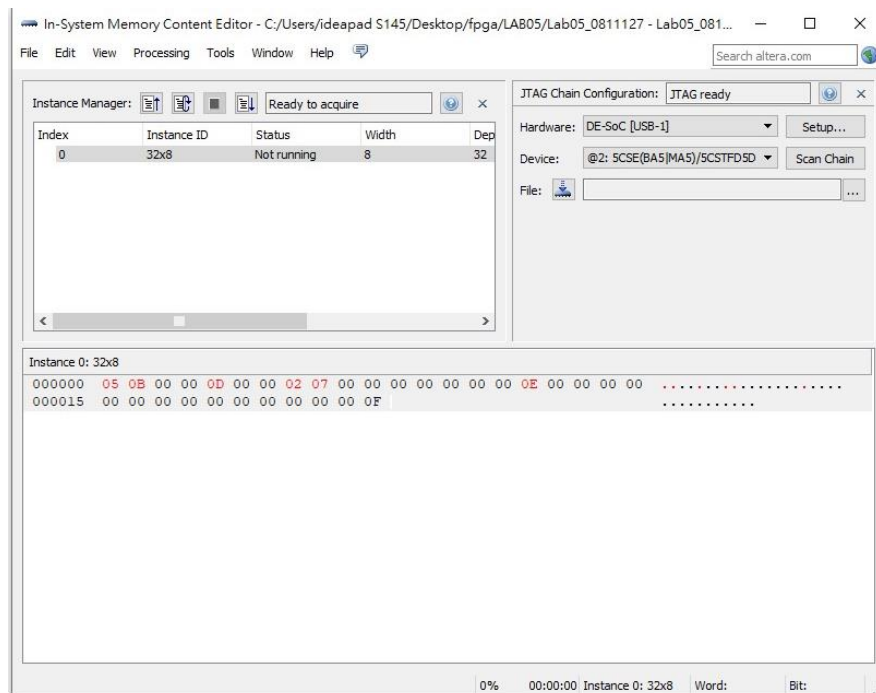 In-System Memory Content Editor - C:/Users/ideapad S145/Desktop/fpga/LAB05/Lab05_0811127 - Lab05_081...
File Edit View Processing Tools Window Help
Search altera.com
Instance Manager: Ready to acquire
Index Instance ID Status Width Dep
0 32x8 Not running 8 32
JTAG Chain Configuration: JTAG ready
Hardware: DE-SoC [USB-1] Setup...
Device: @2: 5CSE(BA5|MA5)/5CSTFD5D Scan Chain
File: ...
Instance 0: 32x8
000000 05 0B 00 00 0D 00 00 02 07 00 00 00 00 00 00 00 0E 00 00 00 00 .....................
000015 00 00 00 00 00 00 00 00 00 00 0F ...........
0% 00:00:00 Instance 0: 32x8 Word: Bit: